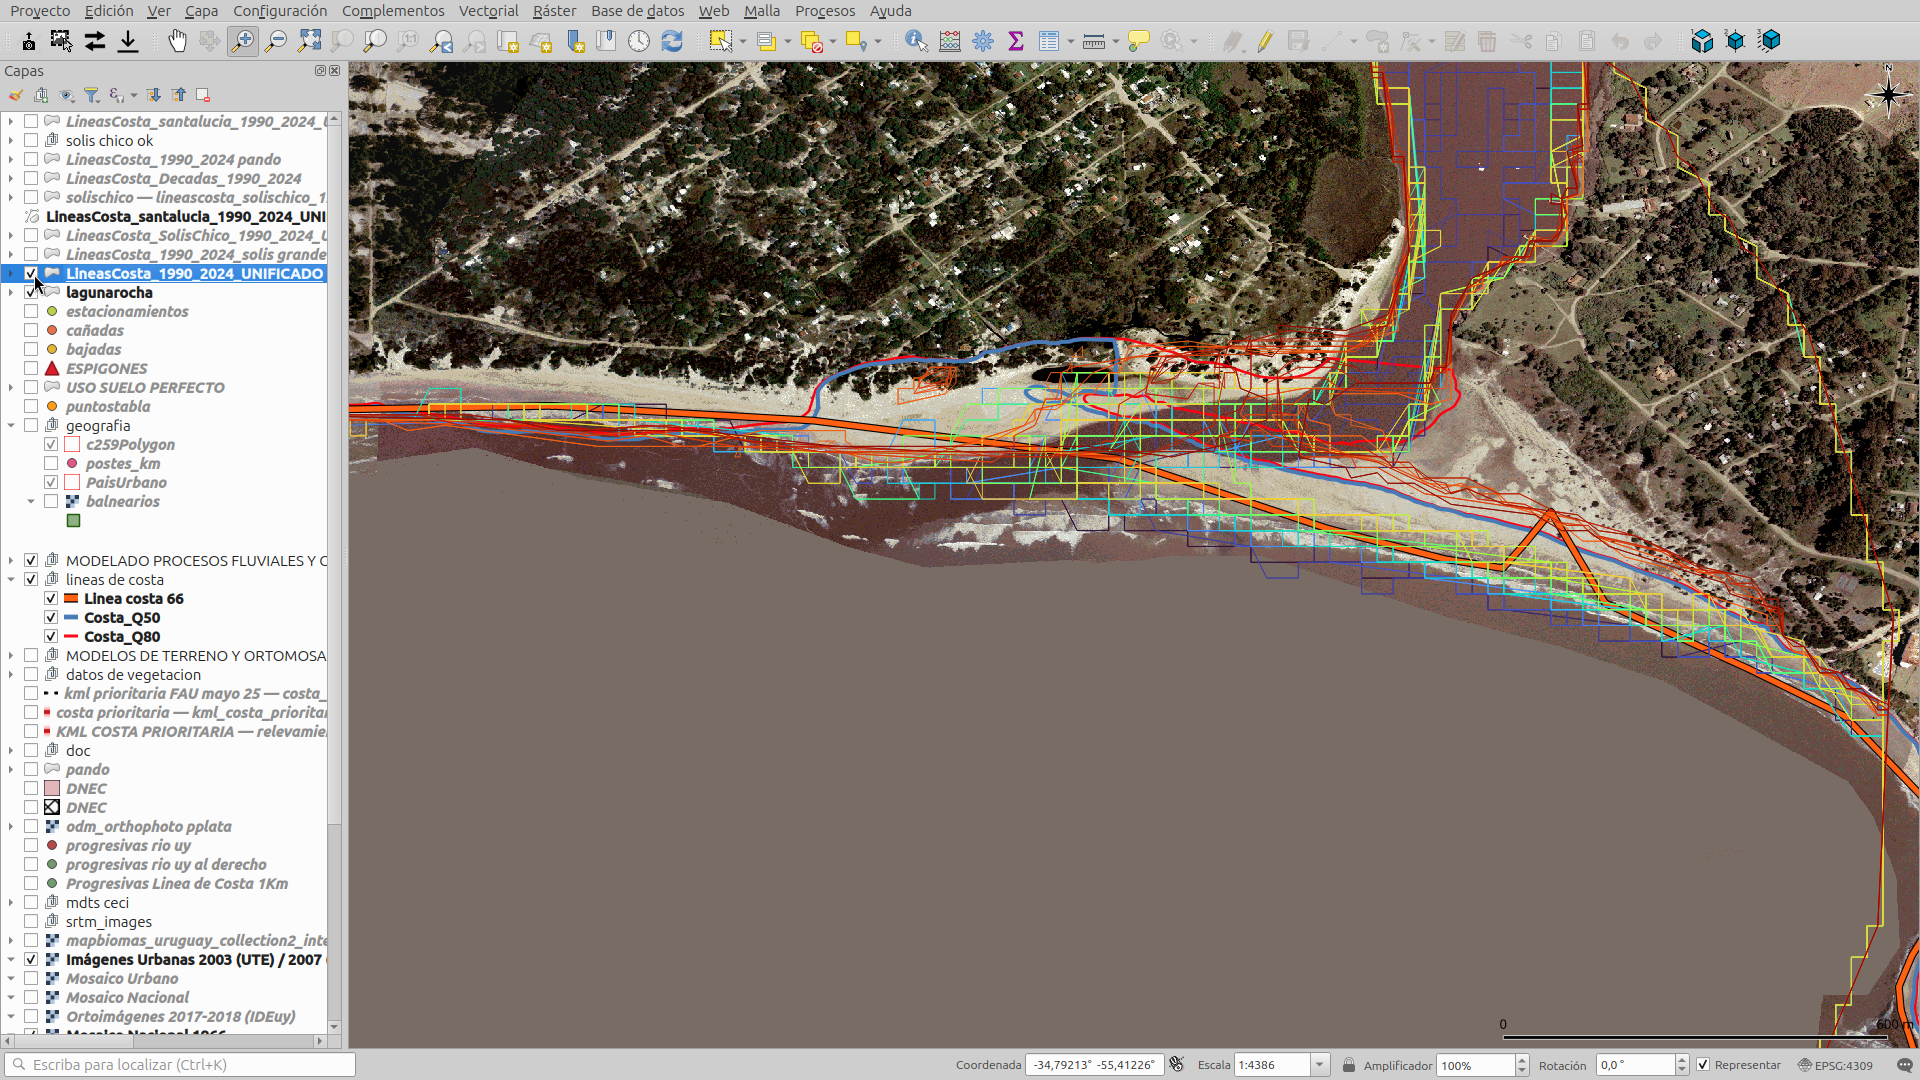 Proyecto Edición Ver Capa Configuración Complementos Vectorial Ráster Base de datos Web Malla Procesos Ayuda
Capas
LineasCosta_santalucia_1990_2024_U
solis chico ok
LineasCosta_1990_2024 pando
LineasCosta_Decadas_1990_2024
solischico — lineascosta_solischico_1
LineasCosta_santalucia_1990_2024_UNI
LineasCosta_SolisChico_1990_2024_U
LineasCosta_1990_2024_solis grande
LineasCosta_1990_2024_UNIFICADO
lagunarocha
estacionamientos
cañadas
bajadas
ESPIGONES
USO SUELO PERFECTO
puntostabla
geografia
c259Polygon
postes_km
PaisUrbano
balnearios
MODELADO PROCESOS FLUVIALES Y C
lineas de costa
Linea costa 66
Costa_Q50
Costa_Q80
MODELOS DE TERRENO Y ORTOMOSA
datos de vegetacion
kml prioritaria FAU mayo 25 — costa_
costa prioritaria — kml_costa_prioritar
KML COSTA PRIORITARIA — relevamie
doc
pando
DNEC
DNEC
odm_orthophoto pplata
progresivas rio uy
progresivas rio uy al derecho
Progresivas Linea de Costa 1Km
mdts ceci
srtm_images
mapbiomas_uruguay_collection2_inte
Imágenes Urbanas 2003 (UTE) / 2007
Mosaico Urbano
Mosaico Nacional
Ortoimágenes 2017-2018 (IDEuy)
Mosaico Nacional 1966
N
0 600 m
Escriba para localizar (Ctrl+K)
Coordenada -34,79213° -55,41226° Escala 1:4386 Amplificador 100% Rotación 0,0 ° Representar EPSG:4309